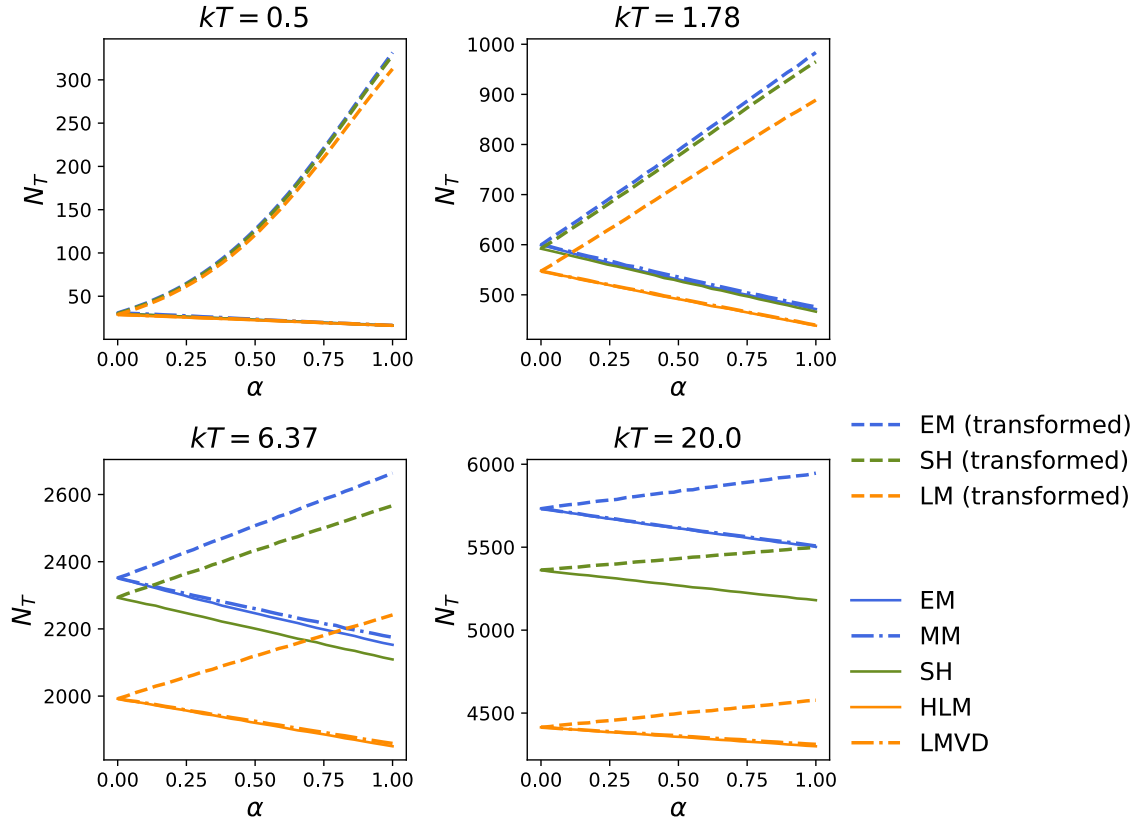 kT = 0.5
300
250
200
150
100
50
N_T
0.00 0.25 0.50 0.75 1.00
α
kT = 1.78
1000
900
800
700
600
500
N_T
0.00 0.25 0.50 0.75 1.00
α
kT = 6.37
2600
2400
2200
2000
N_T
0.00 0.25 0.50 0.75 1.00
α
kT = 20.0
6000
5500
5000
4500
N_T
0.00 0.25 0.50 0.75 1.00
α
EM (transformed)
SH (transformed)
LM (transformed)
EM
MM
SH
HLM
LMVD